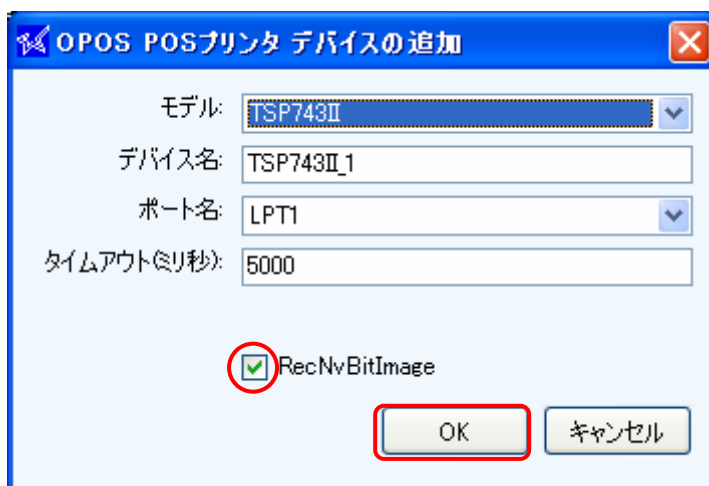 OPOS POSプリンタ デバイスの追加
モデル: TSP743Ⅱ
デバイス名: TSP743Ⅱ_1
ポート名: LPT1
タイムアウト(ミリ秒): 5000
RecNvBitImage
OK キャンセル